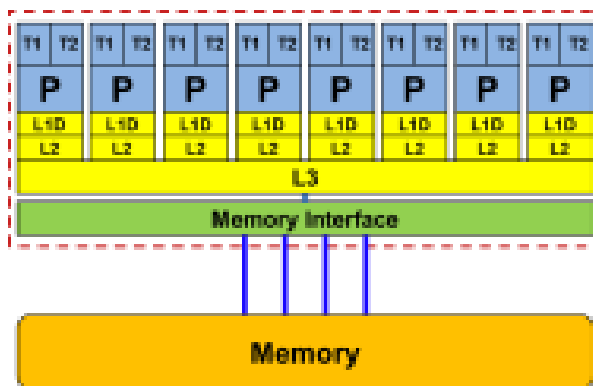 T1 T2 T1 T2 T1 T2 T1 T2 T1 T2 T1 T2 T1 T2 T1 T2
P P P P P P P P
L1D L1D L1D L1D L1D L1D L1D L1D
L2 L2 L2 L2 L2 L2 L2 L2
L3
Memory Interface
Memory